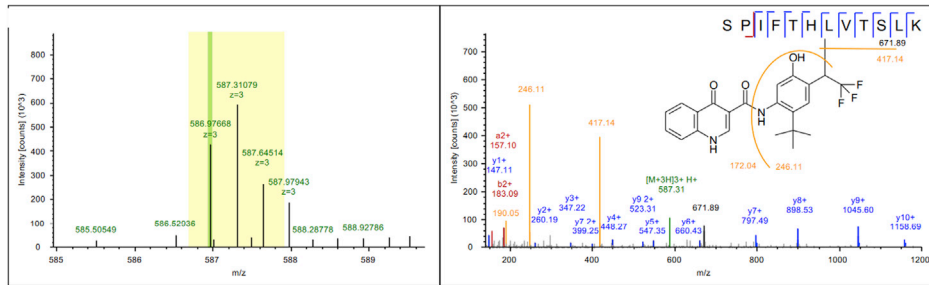 Intensity [counts] (10^3)
800
700
600
500
400
300
200
100
0
587.31079
z=3
586.97668
z=3
587.64514
z=3
587.97943
z=3
585.50549
586.52036
588.28778
588.92786
585
586
587
588
589
m/z
S P I F T H L V T S L K
671.89
417.14
OH
O
O
N
H
F
F
F
NH
172.04
246.11
Intensity [counts] (10^3)
700
600
500
400
300
200
100
0
246.11
417.14
a2+
157.10
y1+
147.11
b2+
183.09
190.05
y2+
260.19
y3+
347.22
y7 2+
399.25
y4+
448.27
y9 2+
523.31
y5+
547.35
[M+3H]3+ H+
587.31
y6+
660.43
671.89
y7+
797.49
y8+
898.53
y9+
1045.60
y10+
1158.69
200
400
600
800
1000
1200
m/z